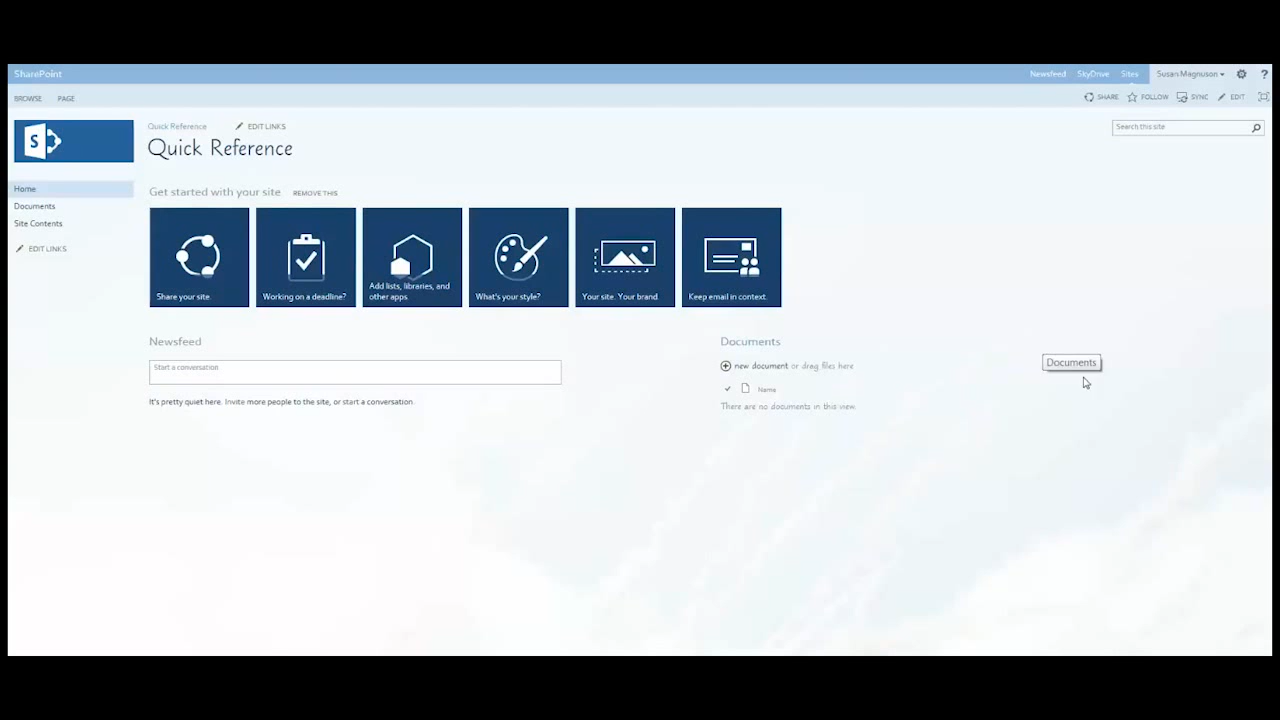 SharePoint
Newsfeed SkyDrive Sites Susan Magnuson ?
BROWSE PAGE
SHARE FOLLOW SYNC EDIT
S
Quick Reference EDIT LINKS
Search this site
Quick Reference
Home
Documents
Site Contents
EDIT LINKS
Get started with your site REMOVE THIS
Share your site.
Working on a deadline?
Add lists, libraries, and
other apps.
What's your style?
Your site. Your brand.
Keep email in context.
Newsfeed
Start a conversation
It's pretty quiet here. Invite more people to the site, or start a conversation.
Documents
new document or drag files here
Name
There are no documents in this view.
Documents